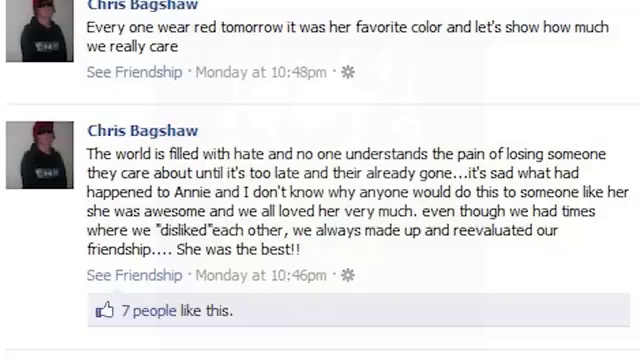 Chris Bagshaw
Every one wear red tomorrow it was her favorite color and let's show how much
we really care
See Friendship · Monday at 10:48pm ·
Chris Bagshaw
The world is filled with hate and no one understands the pain of losing someone
they care about until it's too late and their already gone...it's sad what had
happened to Annie and I don't know why anyone would do this to someone like her
she was awesome and we all loved her very much. even though we had times
where we "disliked"each other, we always made up and reevaluated our
friendship.... She was the best!!
See Friendship · Monday at 10:46pm ·
7 people like this.